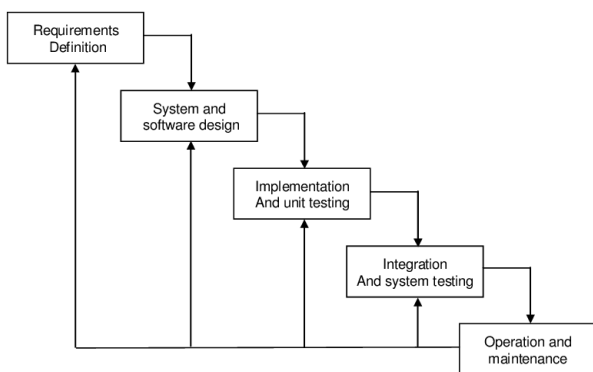 Requirements
Definition
System and
software design
Implementation
And unit testing
Integration
And system testing
Operation and
maintenance